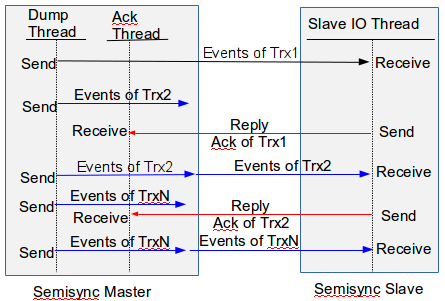 Dump Thread
Ack Thread
Slave IO Thread
Events of Trx1
Send
Receive
Events of Trx2
Send
Receive
Reply
Ack of Trx1
Send
Events of Trx2
Events of Trx2
Send
Receive
Events of TrxN
Send
Receive
Reply
Ack of Trx2
Send
Events of TrxN
Events of TrxN
Send
Receive
Semisync Master
Semisync Slave